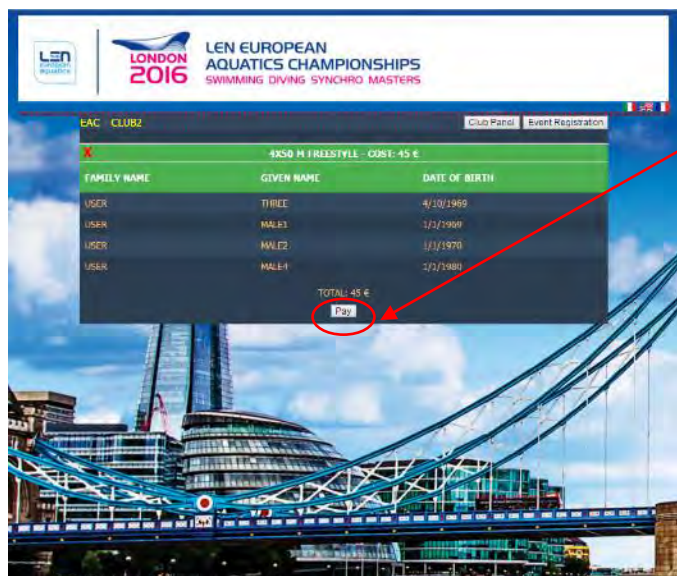 LEN
european
aquatics
LONDON
2016
LEN EUROPEAN
AQUATICS CHAMPIONSHIPS
SWIMMING DIVING SYNCHRO MASTERS
EAC CLUB2 Club Panel Event Registration
X 4X50 M FREESTYLE - COST: 45 €
FAMILY NAME GIVEN NAME DATE OF BIRTH
USER THREE 4/10/1969
USER MALE1 1/1/1969
USER MALE2 1/1/1970
USER MALE4 1/1/1980
TOTAL: 45 €
Pay